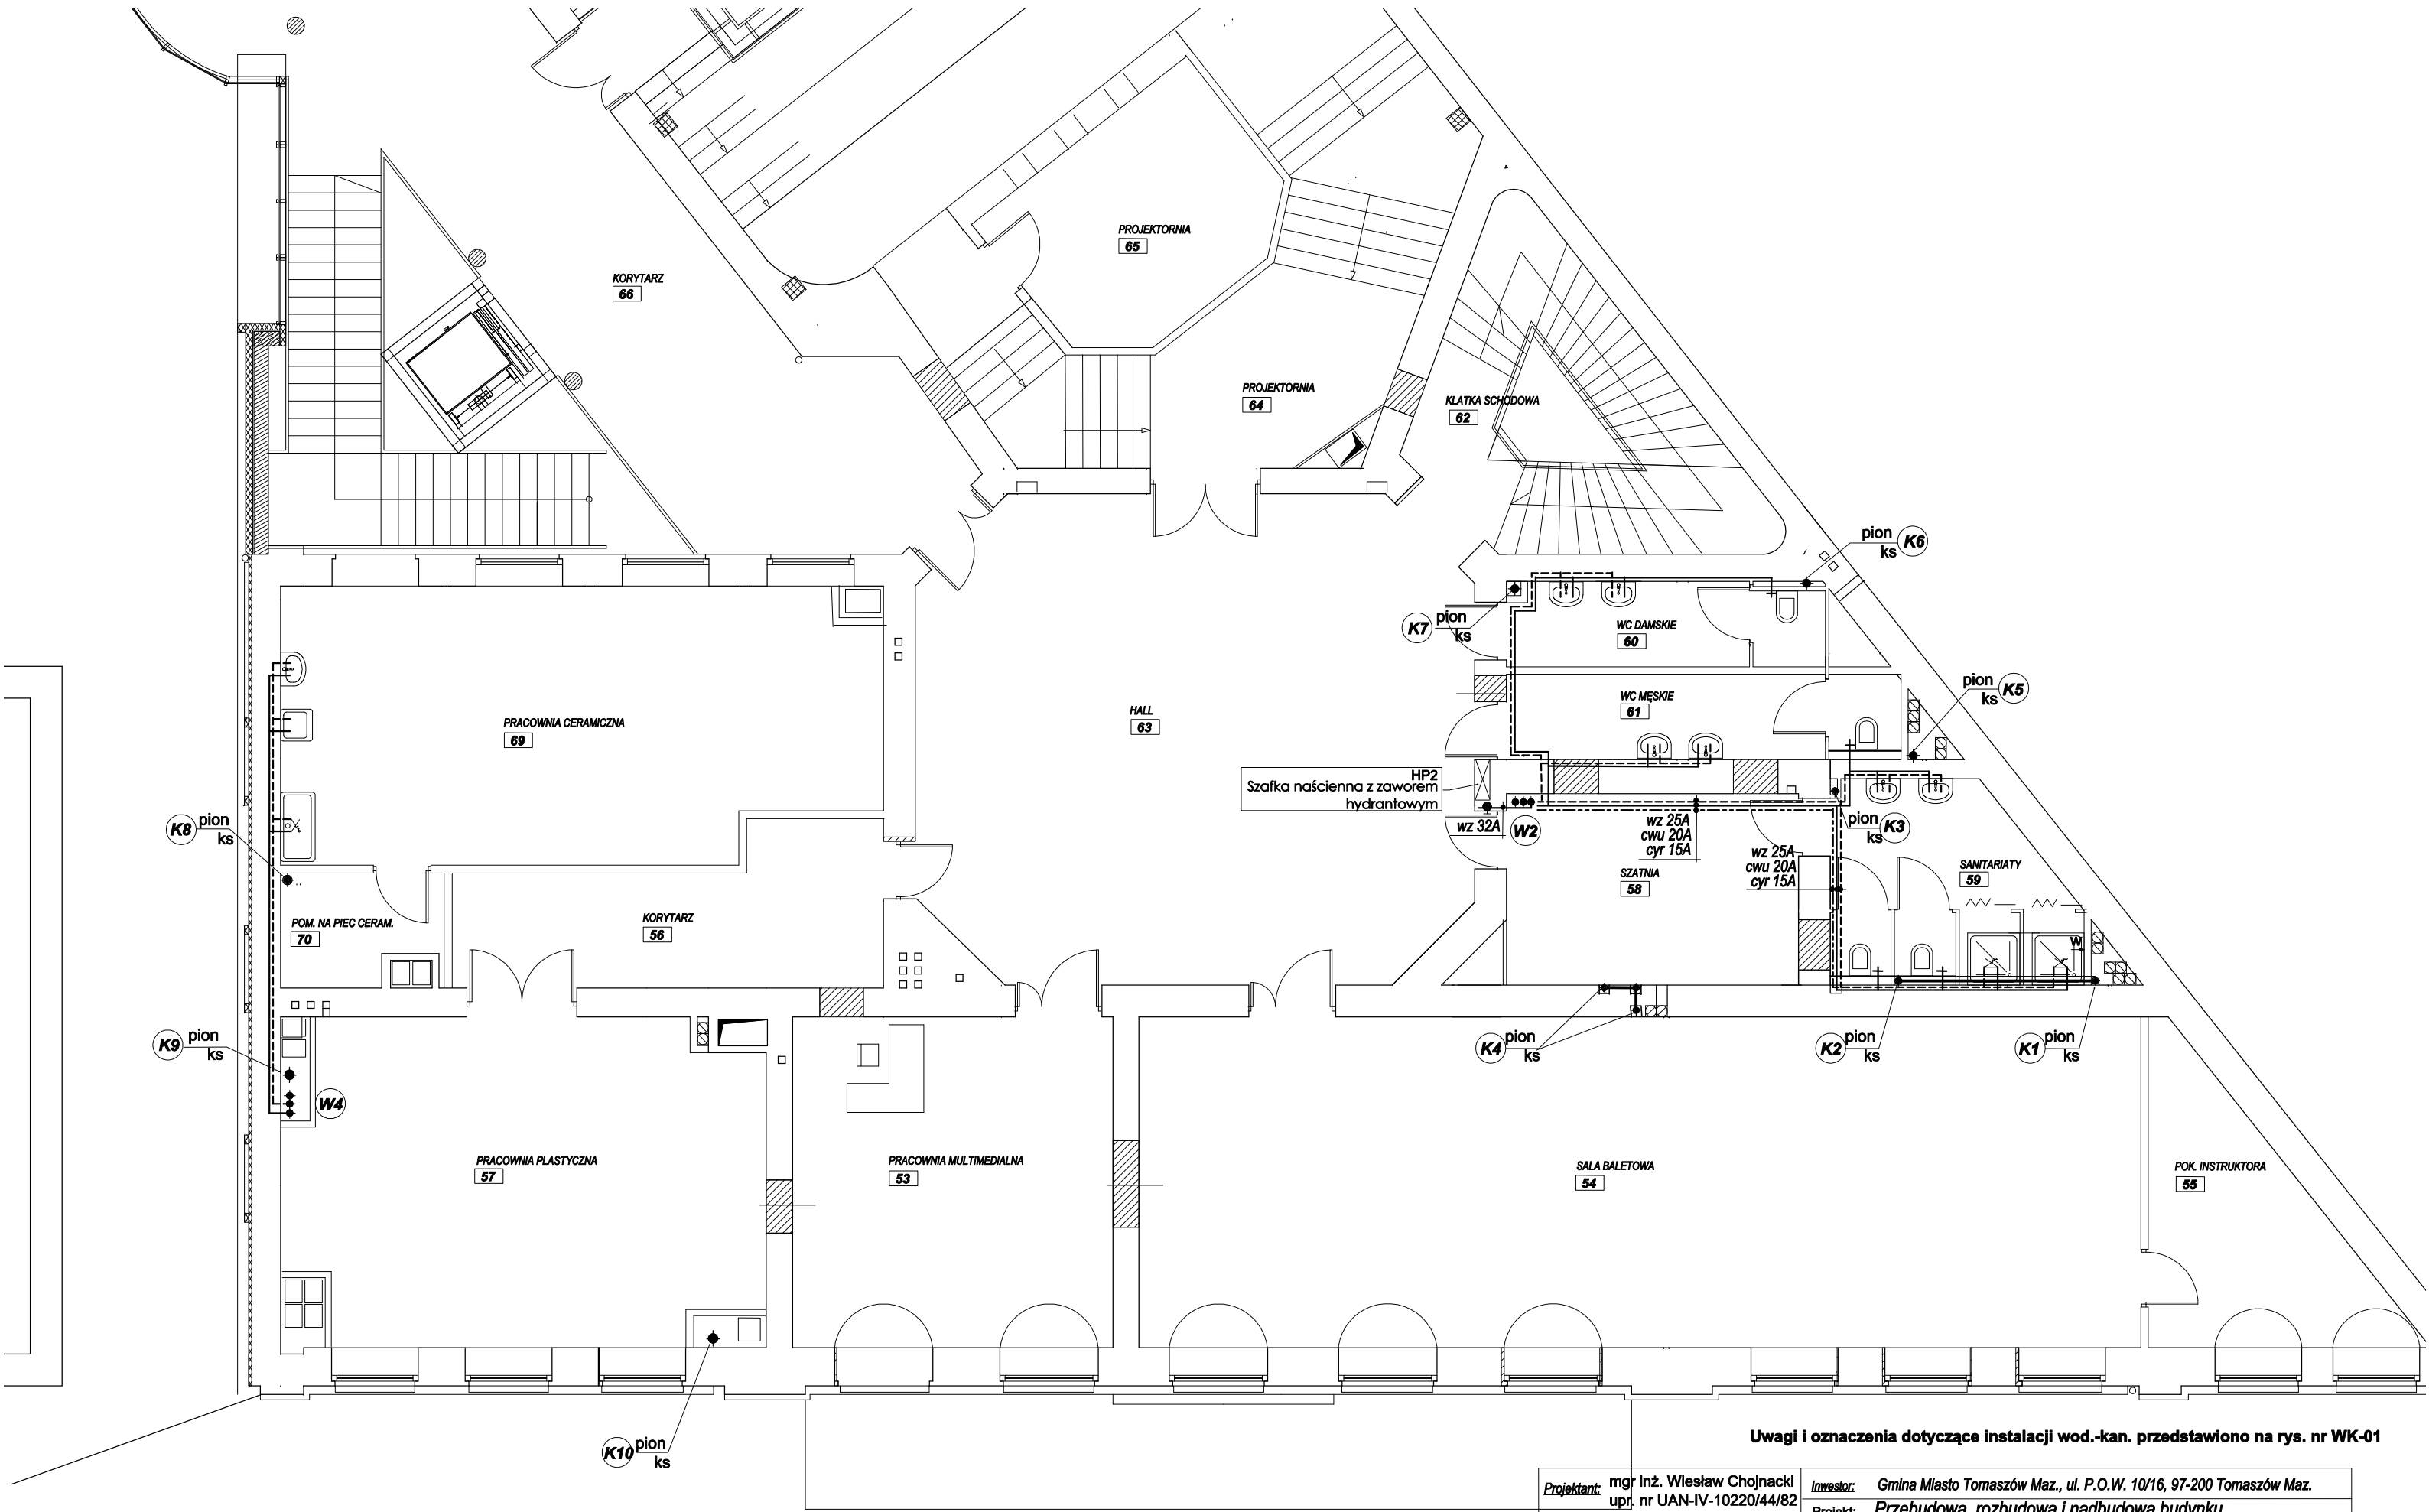 PROJEKTORNIA
65
KORYTARZ
66
PROJEKTORNIA
64
KLATKA SCHODOWA
62
pion
ks
K6
K7
pion
ks
WC DAMSKIE
60
pion
ks
K5
WC MĘSKIE
61
PRACOWNIA CERAMICZNA
69
HALL
63
HP2
Szafka naścienna z zaworem
hydrantowym
wz 32A
W2
wz 25A
cwu 20A
cyr 15A
pion
ks
K3
wz 25A
cwu 20A
cyr 15A
K8
pion
ks
SZATNIA
58
SANITARIATY
59
POM. NA PIEC CERAM.
70
KORYTARZ
56
W
K9
pion
ks
W4
K4
pion
ks
K2
pion
ks
K1
pion
ks
PRACOWNIA PLASTYCZNA
57
PRACOWNIA MULTIMEDIALNA
53
SALA BALETOWA
54
POK. INSTRUKTORA
55
K10
pion
ks
Uwagi i oznaczenia dotyczące instalacji wod.-kan. przedstawiono na rys. nr WK-01
Projektant: mgr inż. Wiesław Chojnacki
upr. nr UAN-IV-10220/44/82
Inwestor: Gmina Miasto Tomaszów Maz., ul. P.O.W. 10/16, 97-200 Tomaszów Maz.
Projekt: Przebudowa, rozbudowa i nadbudowa budynku